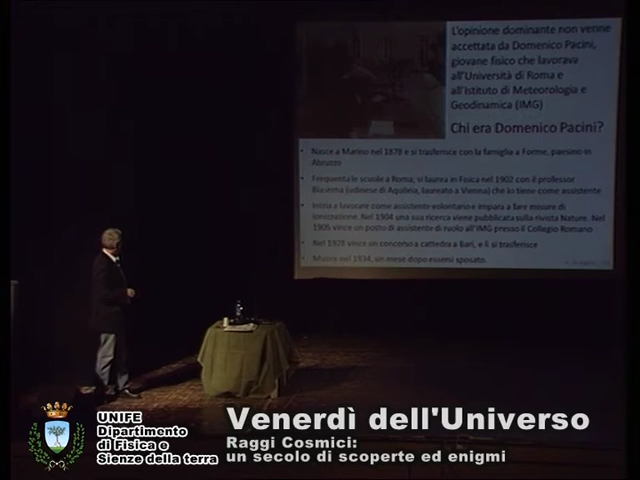 L'opinione dominante non venne
accettata da Domenico Pacini,
giovane fisico che lavorava
all'Università di Roma e
all'Istituto di Meteorologia e
Geodinamica (IMG)
Chi era Domenico Pacini?
• Nasce a Marino nel 1878 e si trasferisce con la famiglia a Forme, paesino in
Abruzzo
• Frequenta le scuole a Roma, si laurea in Fisica nel 1902 con il professor
Blaserna (udinese di Aquileia, laureato a Vienna) che lo tiene come assistente
• Inizia a lavorare come assistente volontario e impara a fare misure di
ionizzazione. Nel 1904 una sua ricerca viene pubblicata sulla rivista Nature. Nel
1905 vince un posto di assistente di ruolo all'IMG presso il Collegio Romano
• Nel 1928 vince un concorso a cattedra a Bari, e lì si trasferisce
• Muore nel 1934, un mese dopo essersi sposato.
UNIFE
Dipartimento
di Fisica e
Sienze della terra
Venerdì dell'Universo
Raggi Cosmici:
un secolo di scoperte ed enigmi